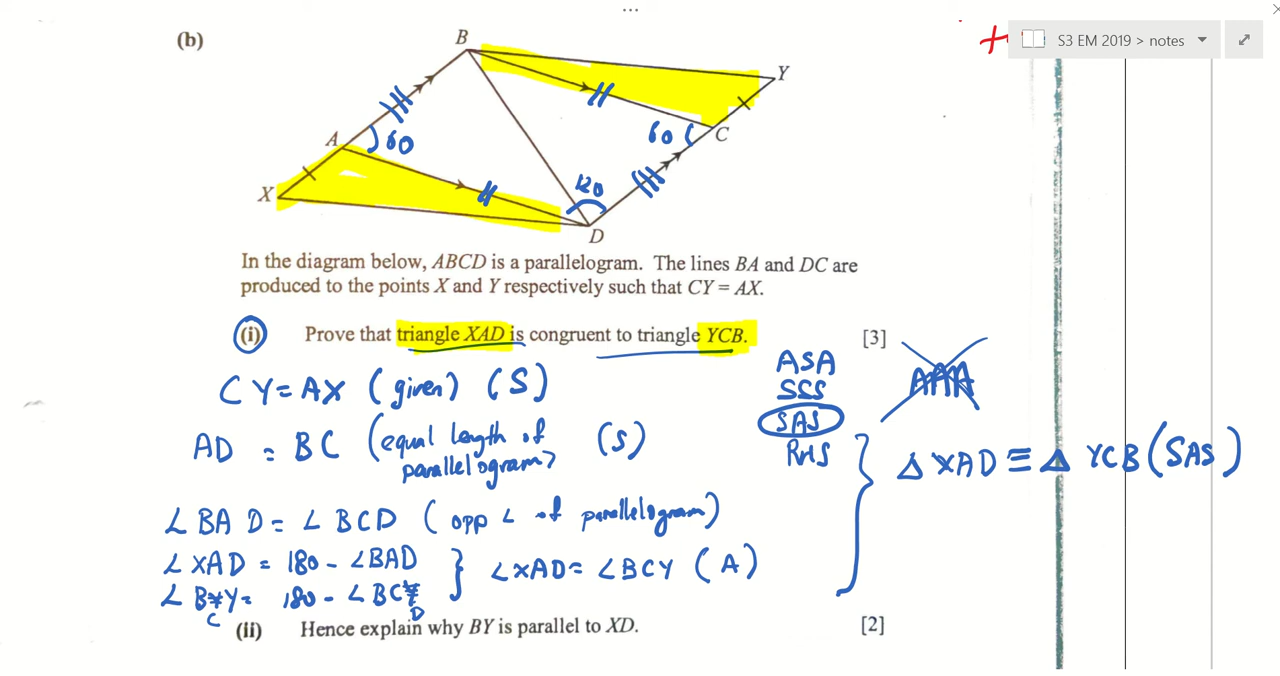 (b)
S3 EM 2019 > notes
B
Y
A
60
60
C
X
120
D
In the diagram below, ABCD is a parallelogram. The lines BA and DC are
produced to the points X and Y respectively such that CY = AX.
(i) Prove that triangle XAD is congruent to triangle YCB. [3]
CY = AX (given) (S)
AD = BC (equal length of parallelogram) (S)
∠BAD = ∠BCD (opp ∠ of parallelogram)
∠XAD = 180 - ∠BAD
∠BCY = 180 - ∠BCD
} ∠XAD = ∠BCY (A)
ASA
SSS
SAS
RHS
AAA
} △XAD ≡ △YCB (SAS)
(ii) Hence explain why BY is parallel to XD. [2]